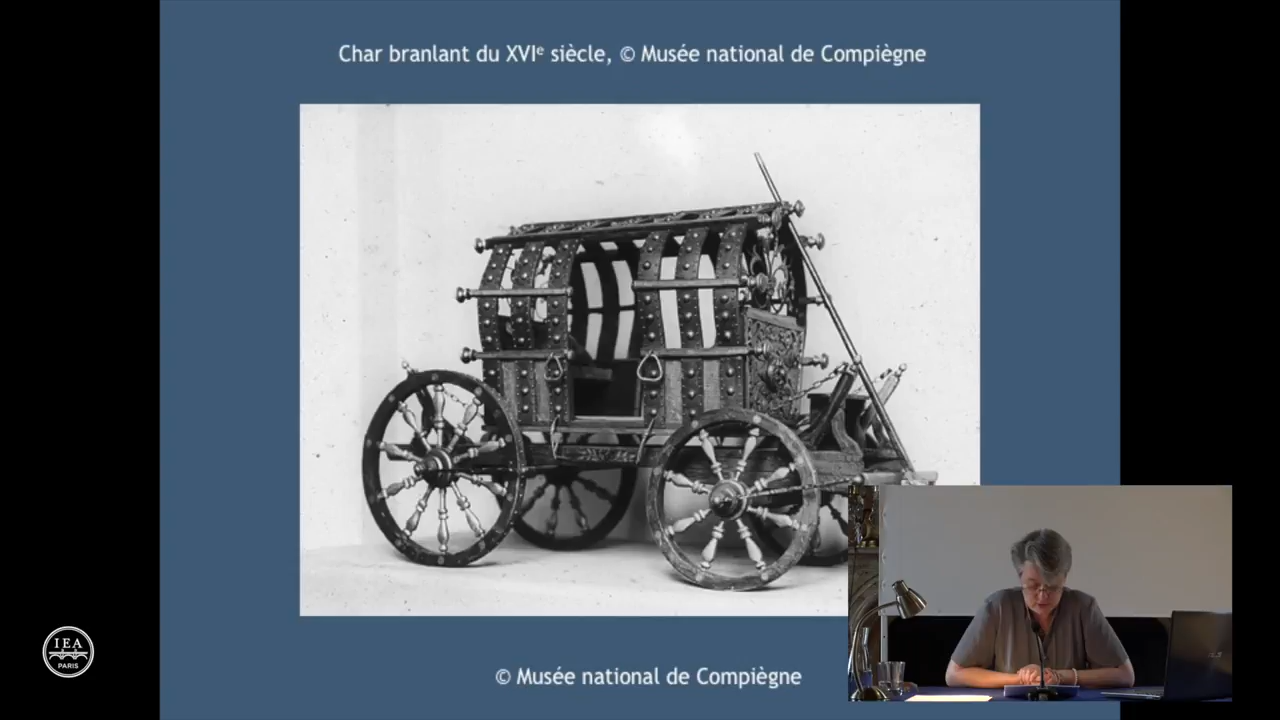 Char branlant du XVIe siècle, © Musée national de Compiègne
IEA
PARIS
© Musée national de Compiègne